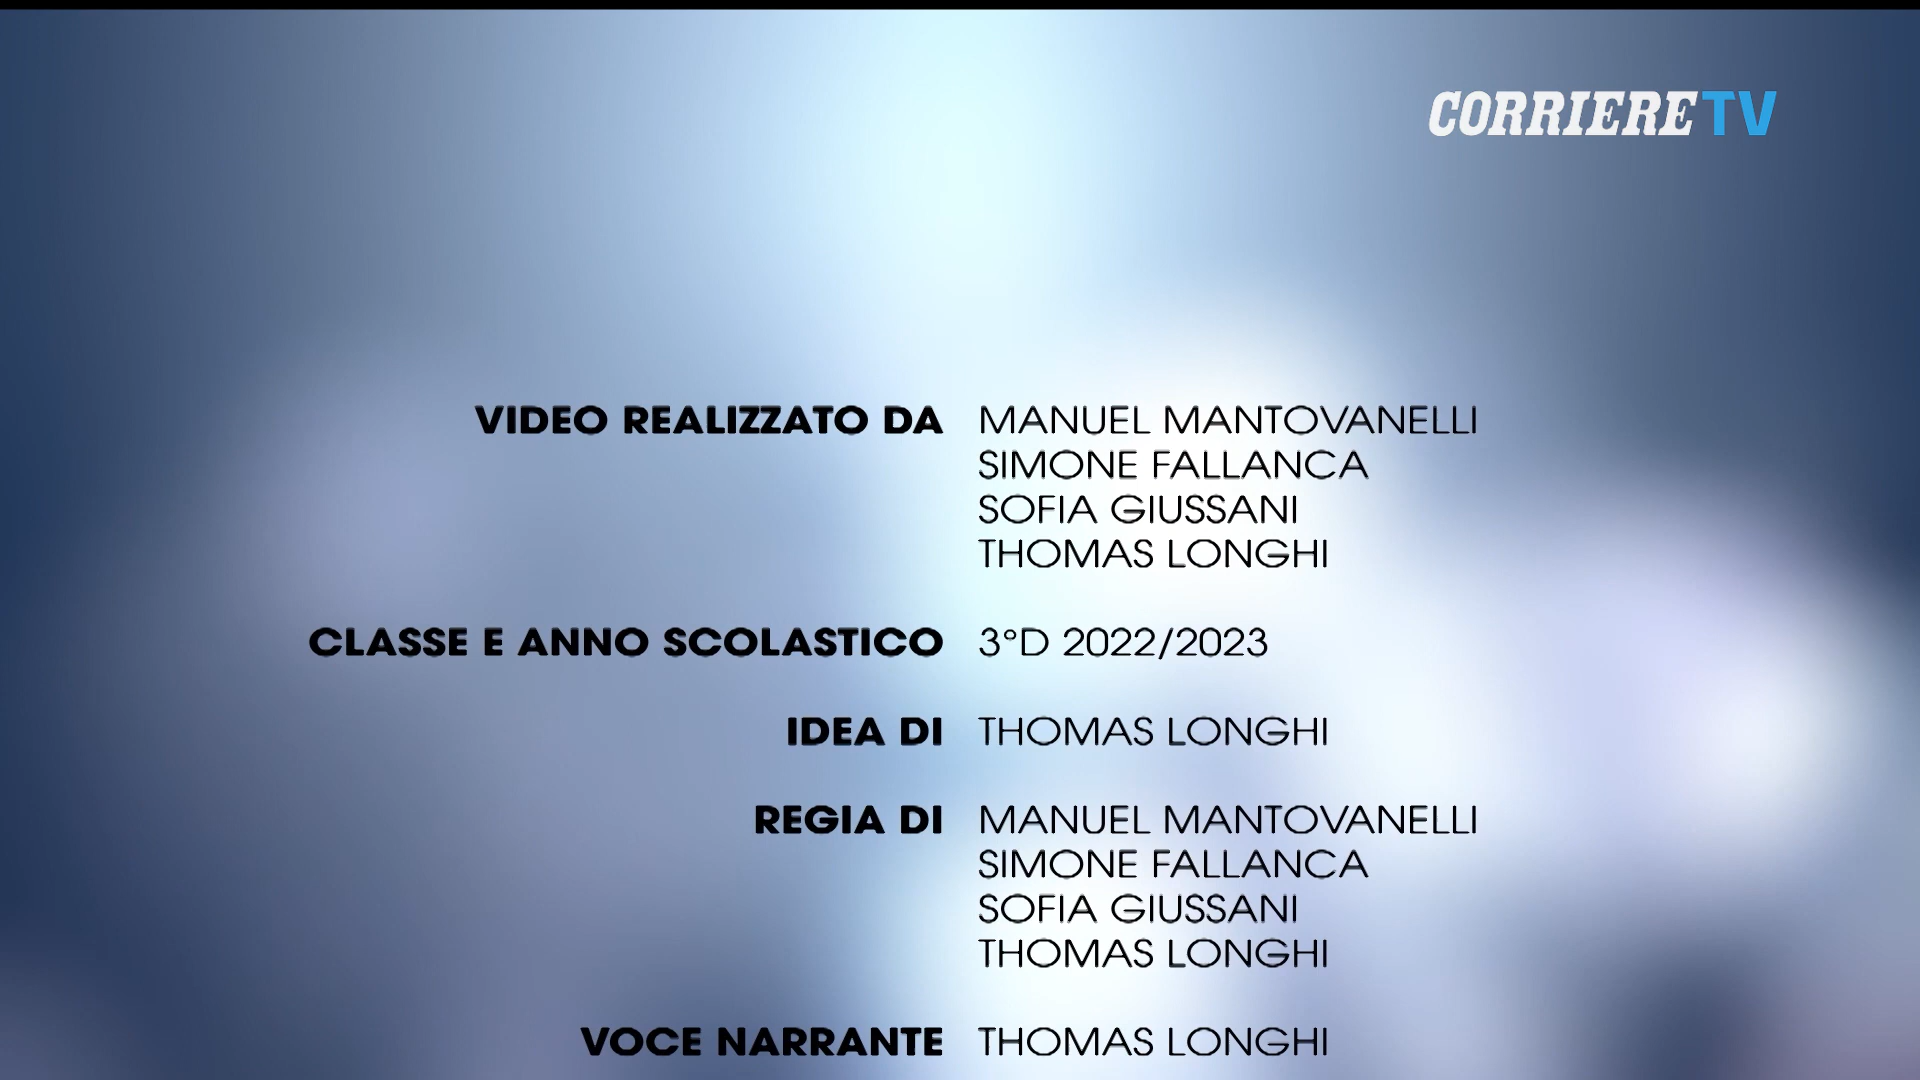 CORRIERETV
VIDEO REALIZZATO DA MANUEL MANTOVANELLI
SIMONE FALLANCA
SOFIA GIUSSANI
THOMAS LONGHI
CLASSE E ANNO SCOLASTICO 3°D 2022/2023
IDEA DI THOMAS LONGHI
REGIA DI MANUEL MANTOVANELLI
SIMONE FALLANCA
SOFIA GIUSSANI
THOMAS LONGHI
VOCE NARRANTE THOMAS LONGHI